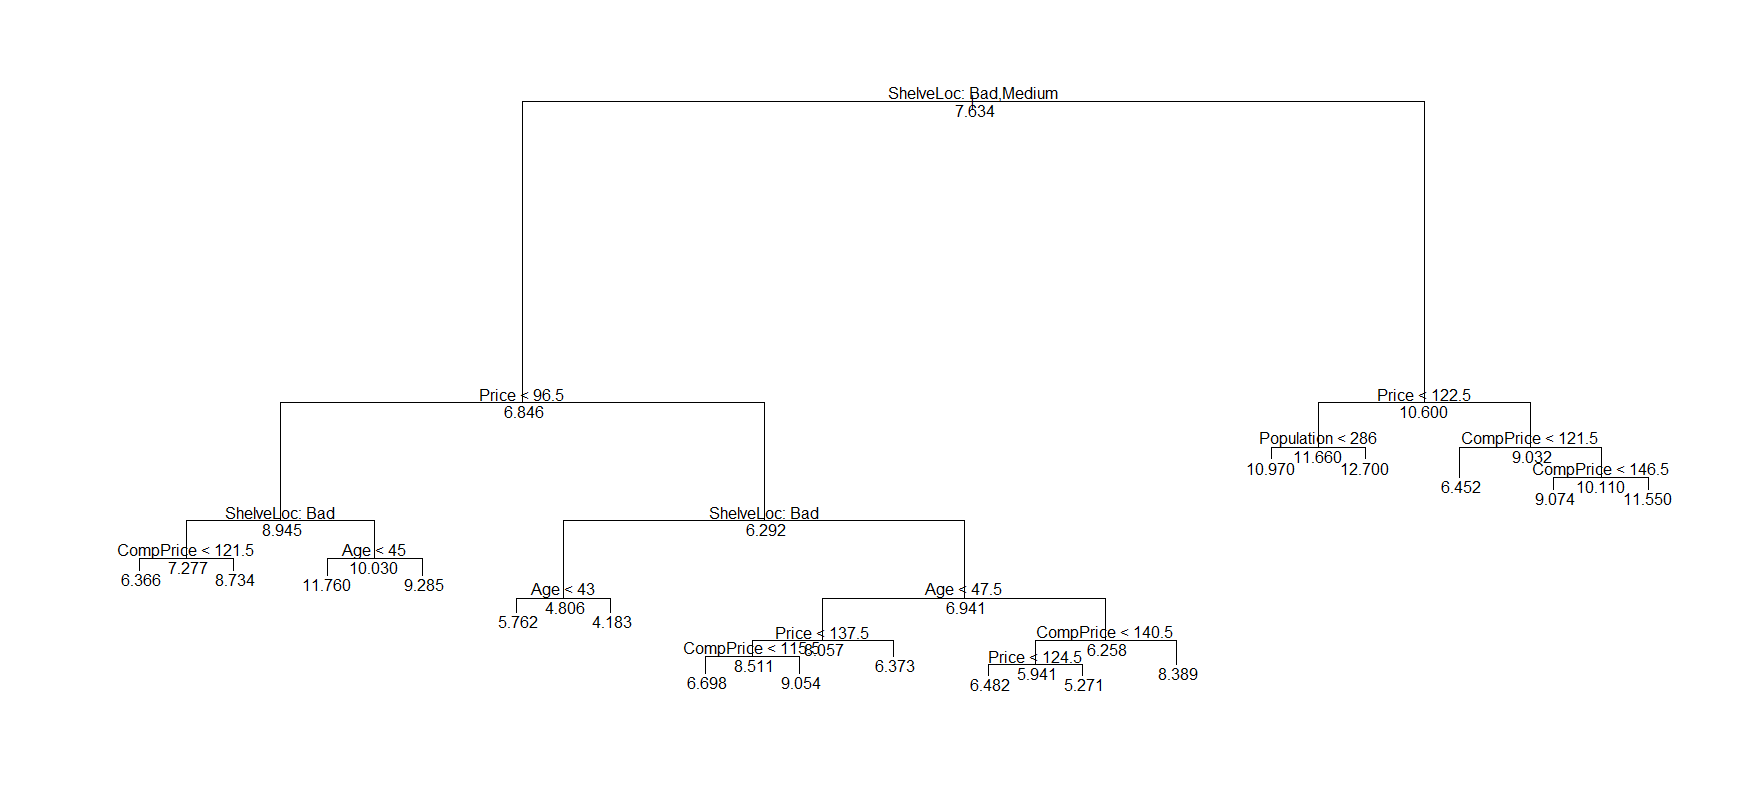 ShelveLoc: Bad,Medium
7.634
Price < 96.5
6.846
Price < 122.5
10.600
Population < 286
11.660
10.970
12.700
CompPrice < 121.5
9.032
6.452
CompPrice < 146.5
10.110
9.074
11.550
ShelveLoc: Bad
8.945
ShelveLoc: Bad
6.292
CompPrice < 121.5
7.277
6.366
8.734
Age < 45
10.030
11.760
9.285
Age < 43
4.806
5.762
4.183
Age < 47.5
6.941
Price < 137.5
8.057
CompPrice < 115.5
8.511
6.698
9.054
6.373
CompPrice < 140.5
6.258
Price < 124.5
5.941
6.482
5.271
8.389